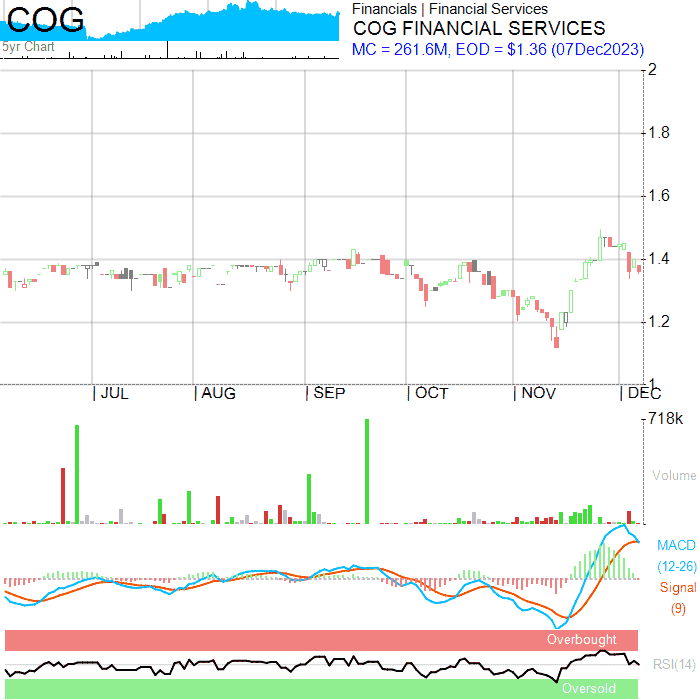 COG
5yr Chart
Financials | Financial Services
COG FINANCIAL SERVICES
MC = 261.6M, EOD = $1.36 (07Dec2023)
2
1.8
1.6
1.4
1.2
1
JUL AUG SEP OCT NOV DEC
718k
Volume
MACD
(12-26)
Signal
(9)
Overbought
RSI(14)
Oversold